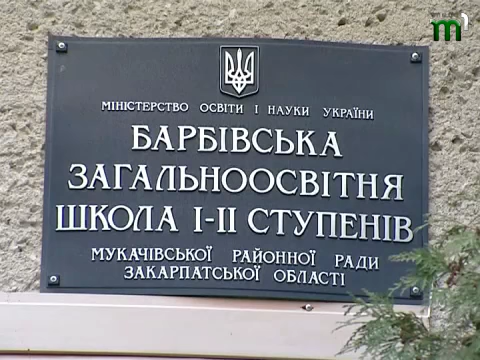 МІНІСТЕРСТВО ОСВІТИ І НАУКИ УКРАЇНИ
БАРБІВСЬКА
ЗАГАЛЬНООСВІТНЯ
ШКОЛА І-ІІ СТУПЕНІВ
МУКАЧІВСЬКОЇ РАЙОННОЇ РАДИ
ЗАКАРПАТСЬКОЇ ОБЛАСТІ